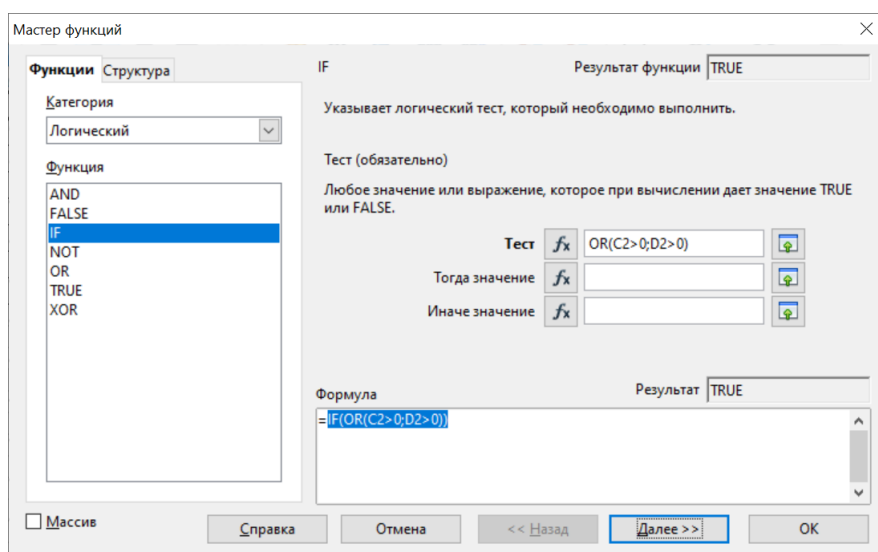 Мастер функций
Функции Структура
Категория
Логический
Функция
AND
FALSE
IF
NOT
OR
TRUE
XOR
Массив
IF
Результат функции TRUE
Указывает логический тест, который необходимо выполнить.
Тест (обязательно)
Любое значение или выражение, которое при вычислении дает значение TRUE
или FALSE.
Тест fx OR(C2>0;D2>0)
Тогда значение fx
Иначе значение fx
Формула
Результат TRUE
=IF(OR(C2>0;D2>0))
Справка
Отмена
<< Назад
Далее >>
OK